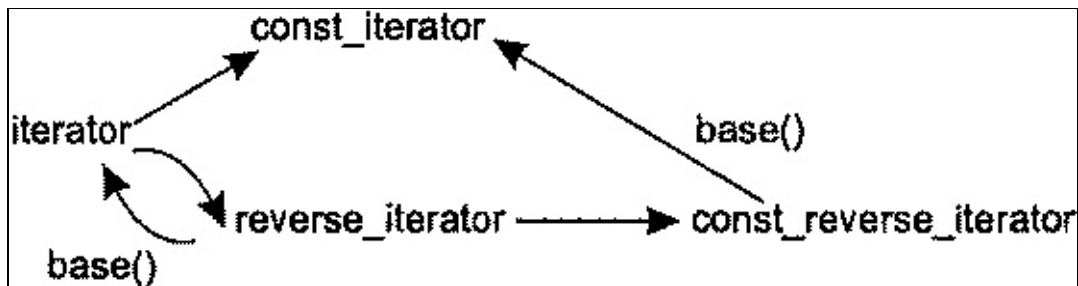 const_iterator
iterator
base()
reverse_iterator
const_reverse_iterator
base()